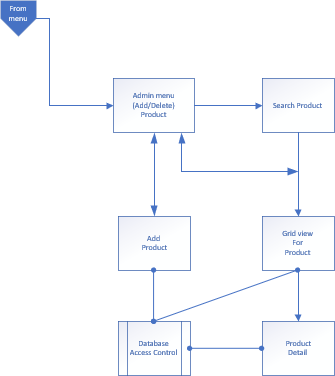 From
menu
Admin menu
(Add/Delete)
Product
Search Product
Add
Product
Grid view
For
Product
Database
Access Control
Product
Detail